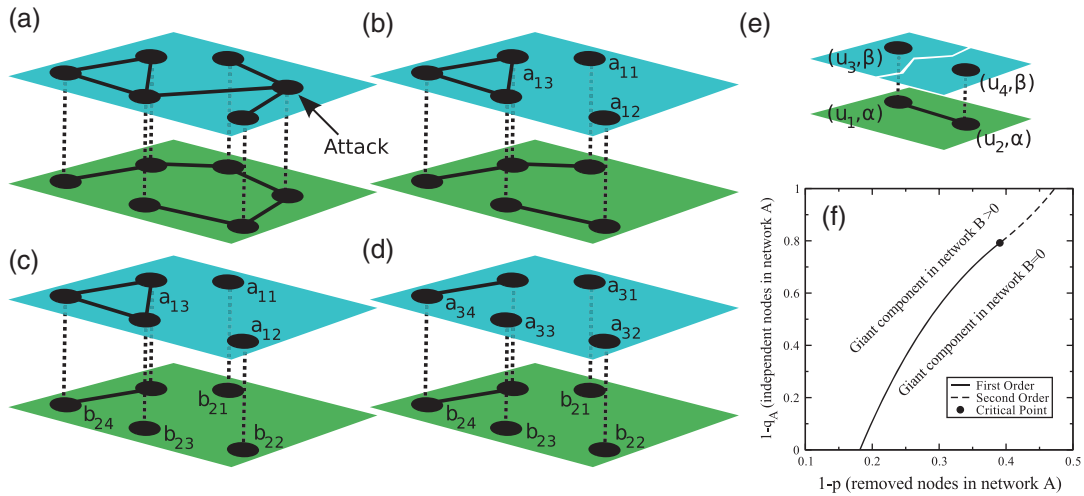 (a)
Attack
(b)
a13
a11
a12
(c)
a13
a11
a12
b24
b23
b21
b22
(d)
a34
a33
a31
a32
b24
b23
b21
b22
(e)
(u3,β)
(u4,β)
(u1,α)
(u2,α)
(f)
1-qA (independent nodes in network A)
1
0.8
0.6
0.4
0.2
0
Giant component in network B >0
Giant component in network B=0
First Order
Second Order
Critical Point
0.1 0.2 0.3 0.4 0.5
1-p (removed nodes in network A)